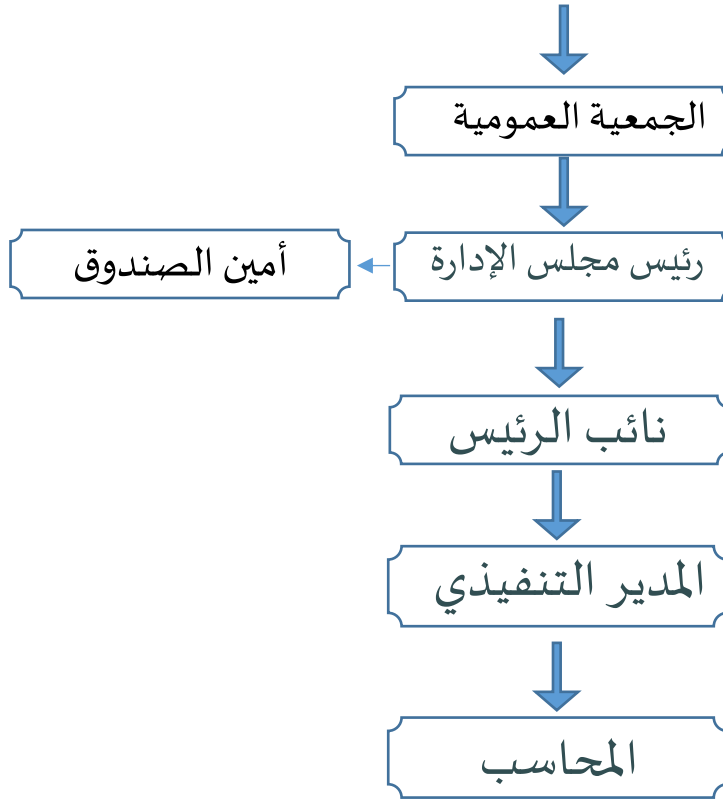 الجمعية العمومية
رئيس مجلس الإدارة
أمين الصندوق
نائب الرئيس
المدير التنفيذي
المحاسب